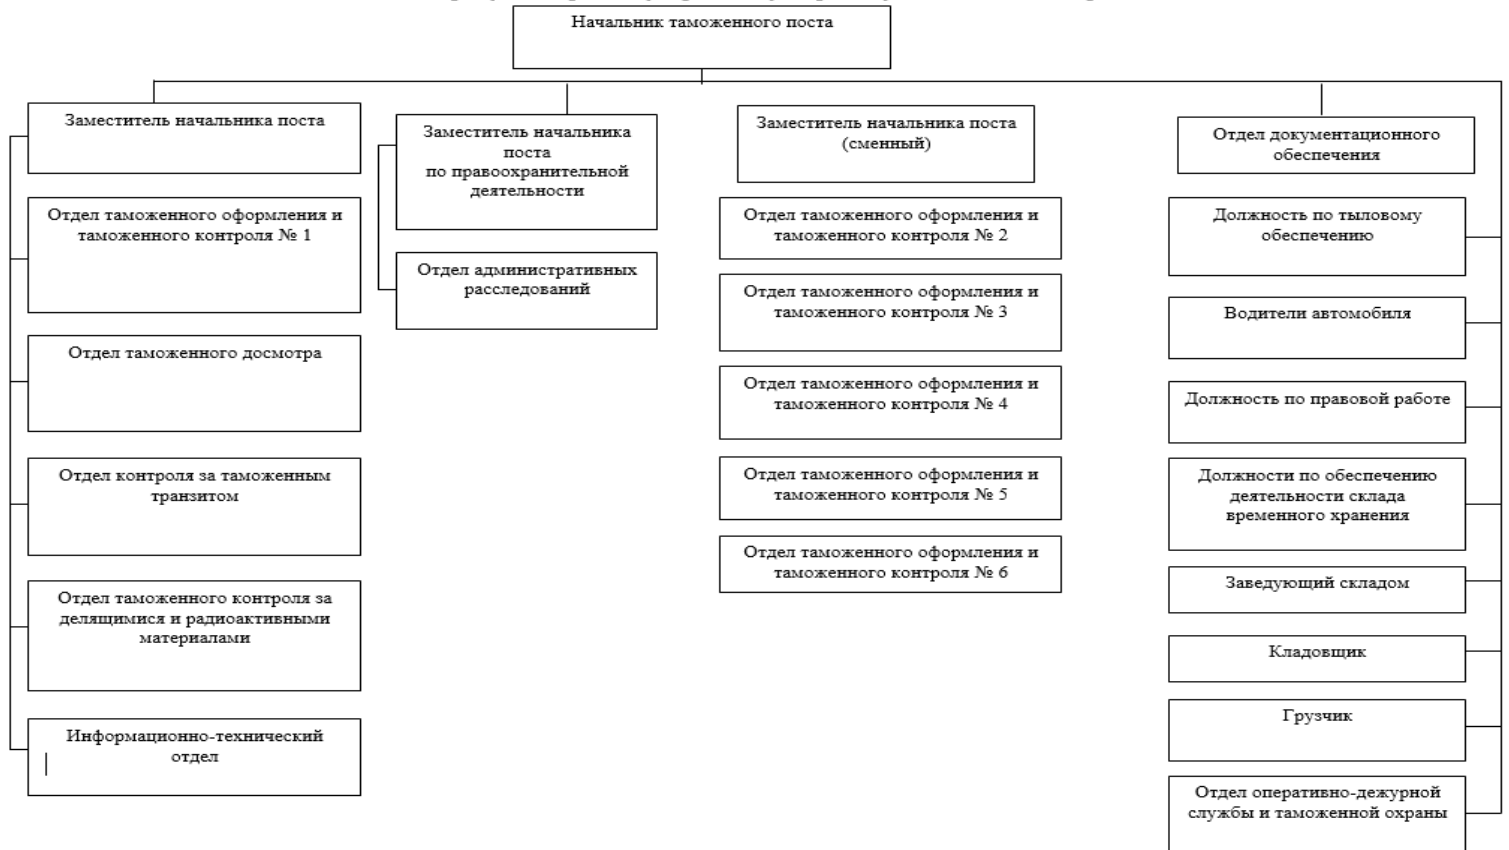 Начальник таможенного поста
Заместитель начальника поста
Отдел таможенного оформления и
таможенного контроля № 1
Отдел таможенного досмотра
Отдел контроля за таможенным
транзитом
Отдел таможенного контроля за
делящимися и радиоактивными
материалами
Информационно-технический
отдел
Заместитель начальника
поста
по правоохранительной
деятельности
Отдел административных
расследований
Заместитель начальника поста
(сменный)
Отдел таможенного оформления и
таможенного контроля № 2
Отдел таможенного оформления и
таможенного контроля № 3
Отдел таможенного оформления и
таможенного контроля № 4
Отдел таможенного оформления и
таможенного контроля № 5
Отдел таможенного оформления и
таможенного контроля № 6
Отдел документационного
обеспечения
Должность по тыловому
обеспечению
Водители автомобиля
Должность по правовой работе
Должности по обеспечению
деятельности склада
временного хранения
Заведующий складом
Кладовщик
Грузчик
Отдел оперативно-дежурной
службы и таможенной охраны